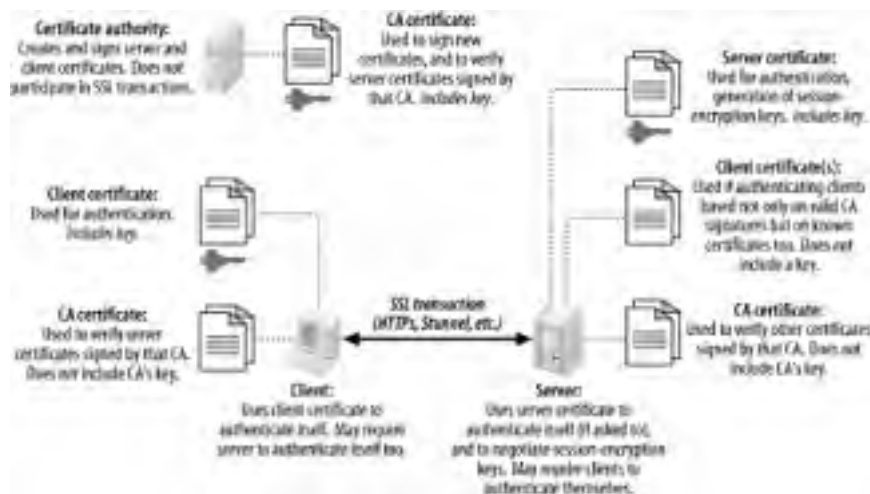 Certificate authority:
Creates and signs server and
client certificates. Does not
participate in SSL transactions.
CA certificate:
Used to sign new
certificates, and to verify
server certificates signed by
that CA. Includes key.
Server certificate:
Used for authentication,
generation of session-
encryption keys. Includes key.
Client certificate:
Used for authentication.
Includes key.
Client certificate(s):
Used if authenticating clients
based not only on valid CA
signatures but on known
certificates too. Does not
include a key.
CA certificate:
Used to verify server
certificates signed by that CA.
Does not include CA's key.
SSL transaction
(HTTPs, Stunnel, etc.)
CA certificate:
Used to verify other certificates
signed by that CA. Does not
include CA's key.
Client:
Uses client certificate to
authenticate itself. May require
server to authenticate itself too.
Server:
Uses server certificate to
authenticate itself (if asked to),
and to negotiate session-encryption
keys. May require clients to
authenticate themselves.